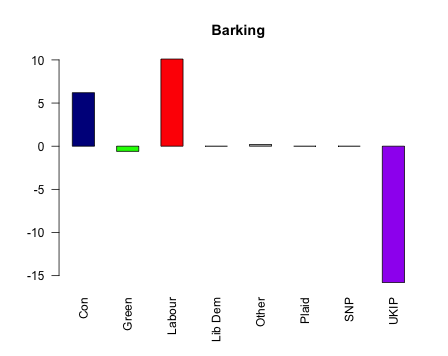 Barking
10
5
0
-5
-10
-15
Con
Green
Labour
Lib Dem
Other
Plaid
SNP
UKIP